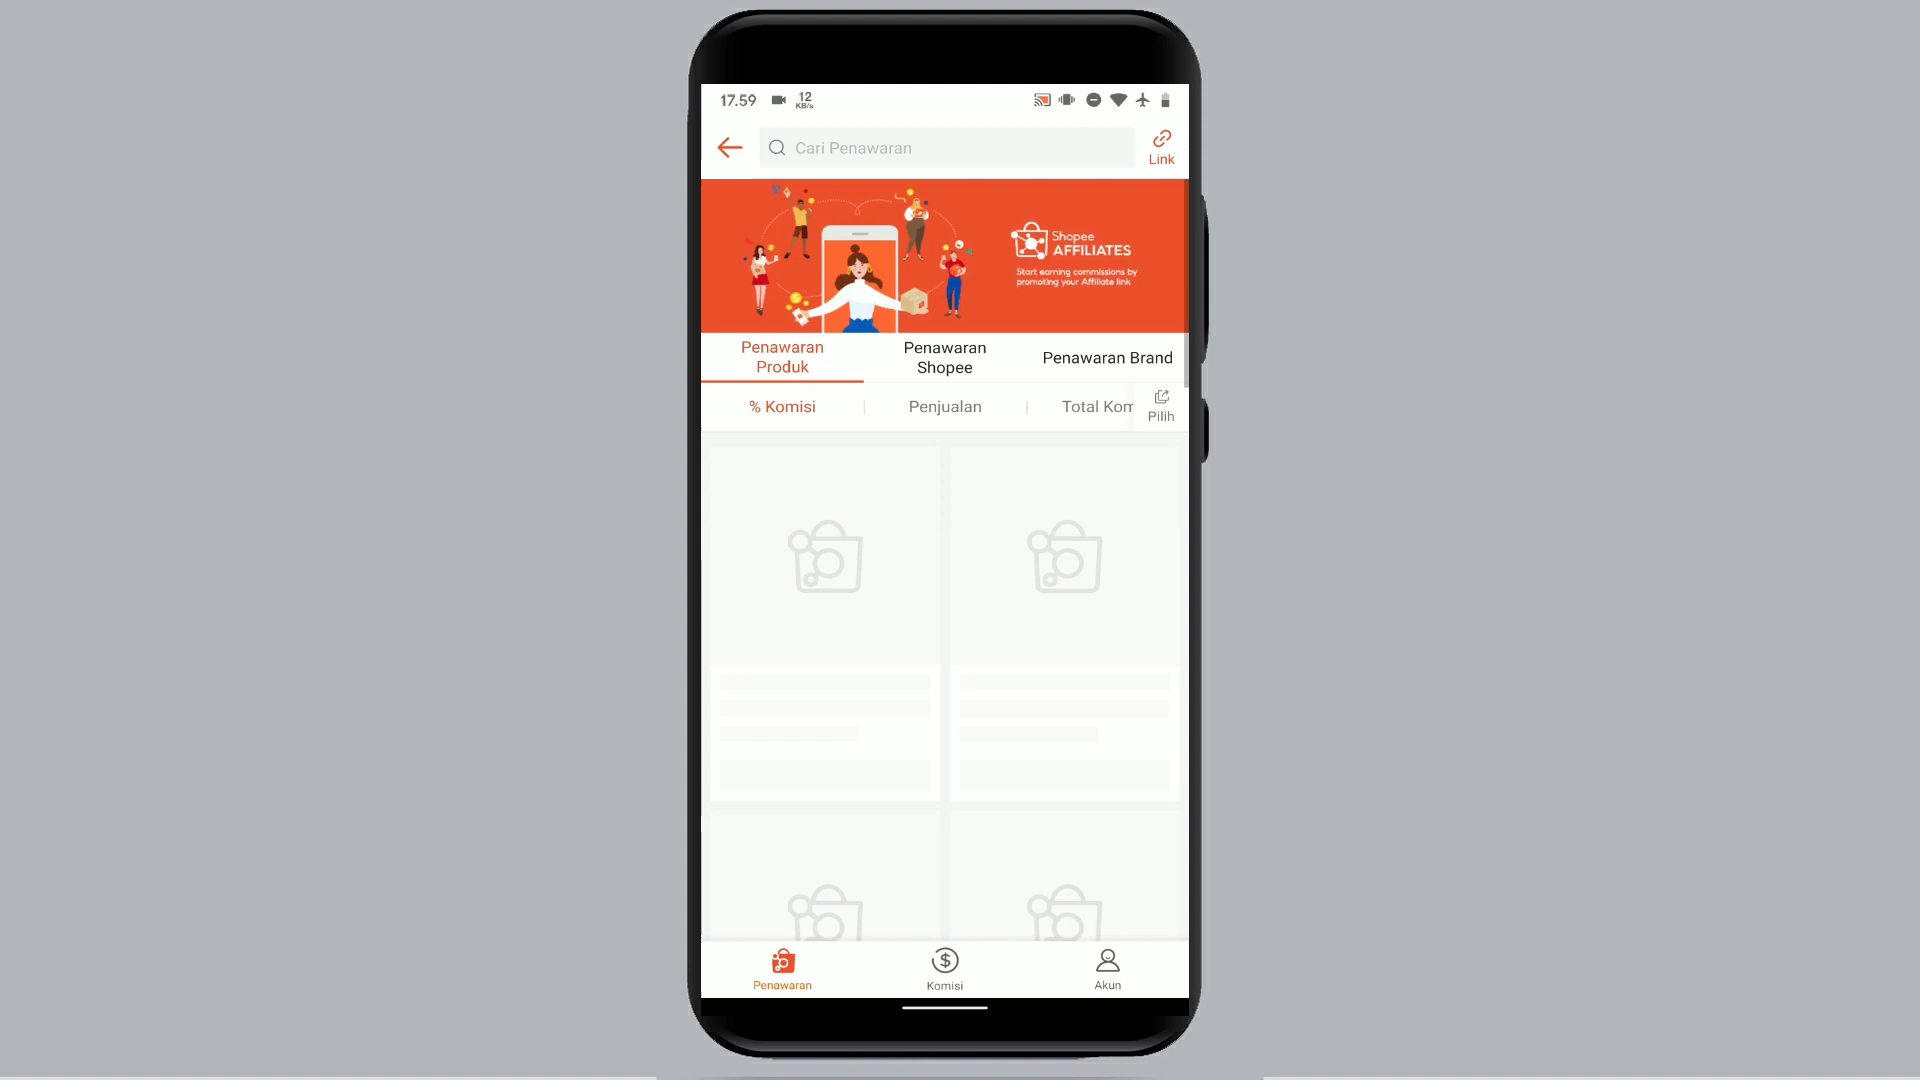 17.59
12
KB/s
Cari Penawaran
Link
Shopee
AFFILIATES
Start earning commissions by
promoting your Affiliate link
Penawaran
Produk
Penawaran
Shopee
Penawaran Brand
% Komisi
Penjualan
Total Kom
Pilih
Penawaran
Komisi
Akun